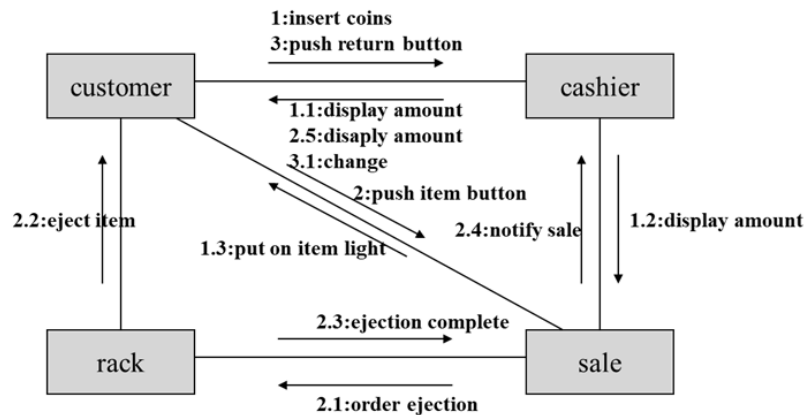 1:insert coins
3:push return button
customer
cashier
1.1:display amount
2.5:disaply amount
3.1:change
2:push item button
2.2:eject item
2.4:notify sale
1.2:display amount
1.3:put on item light
2.3:ejection complete
rack
sale
2.1:order ejection